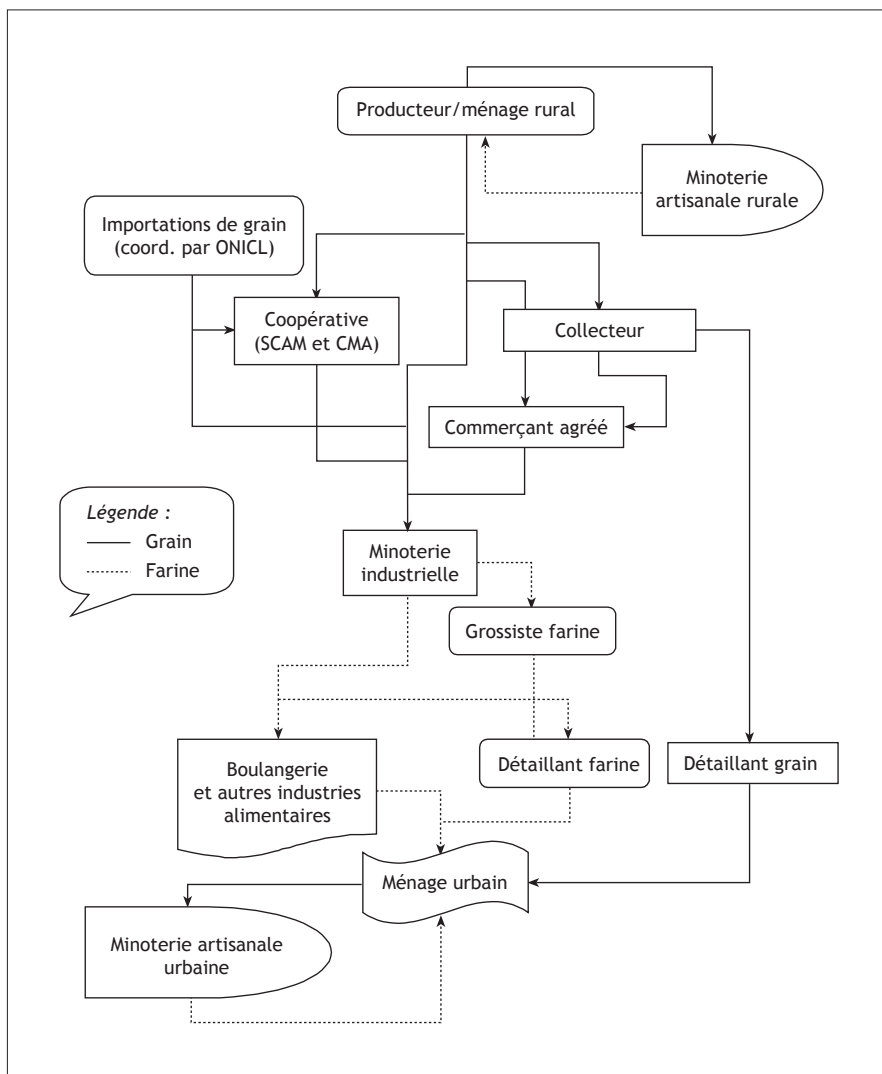 Producteur/ménage rural
Minoterie
artisanale rurale
Importations de grain
(coord. par ONICL)
Coopérative
(SCAM et CMA)
Collecteur
Commerçant agréé
Légende :
Grain
Farine
Minoterie
industrielle
Grossiste farine
Boulangerie
et autres industries
alimentaires
Détaillant farine
Détaillant grain
Ménage urbain
Minoterie artisanale
urbaine